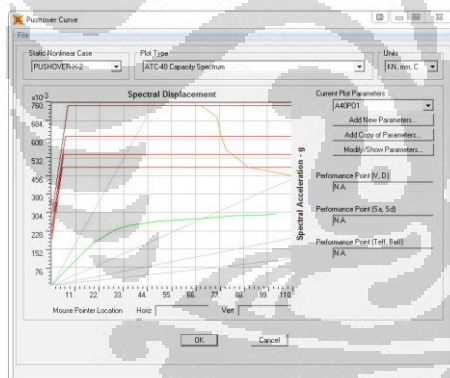 Pushover Curve
File
Static Nonlinear Case
PUSHOVER-X-2
Plot Type
ATC-40 Capacity Spectrum
Units
KN, mm, C
Spectral Displacement
x10-3
760.
684.
608.
532.
456.
380.
304.
228.
152.
76.
11. 22. 33. 44. 55. 66. 77. 88. 99. 110.
Spectral Acceleration - g
Current Plot Parameters
A40PO1
Add New Parameters...
Add Copy of Parameters...
Modify/Show Parameters...
Performance Point (V, D)
N.A.
Performance Point (Sa, Sd)
N.A.
Performance Point (Teff, Beff)
N.A.
Mouse Pointer Location Horiz Vert
OK Cancel